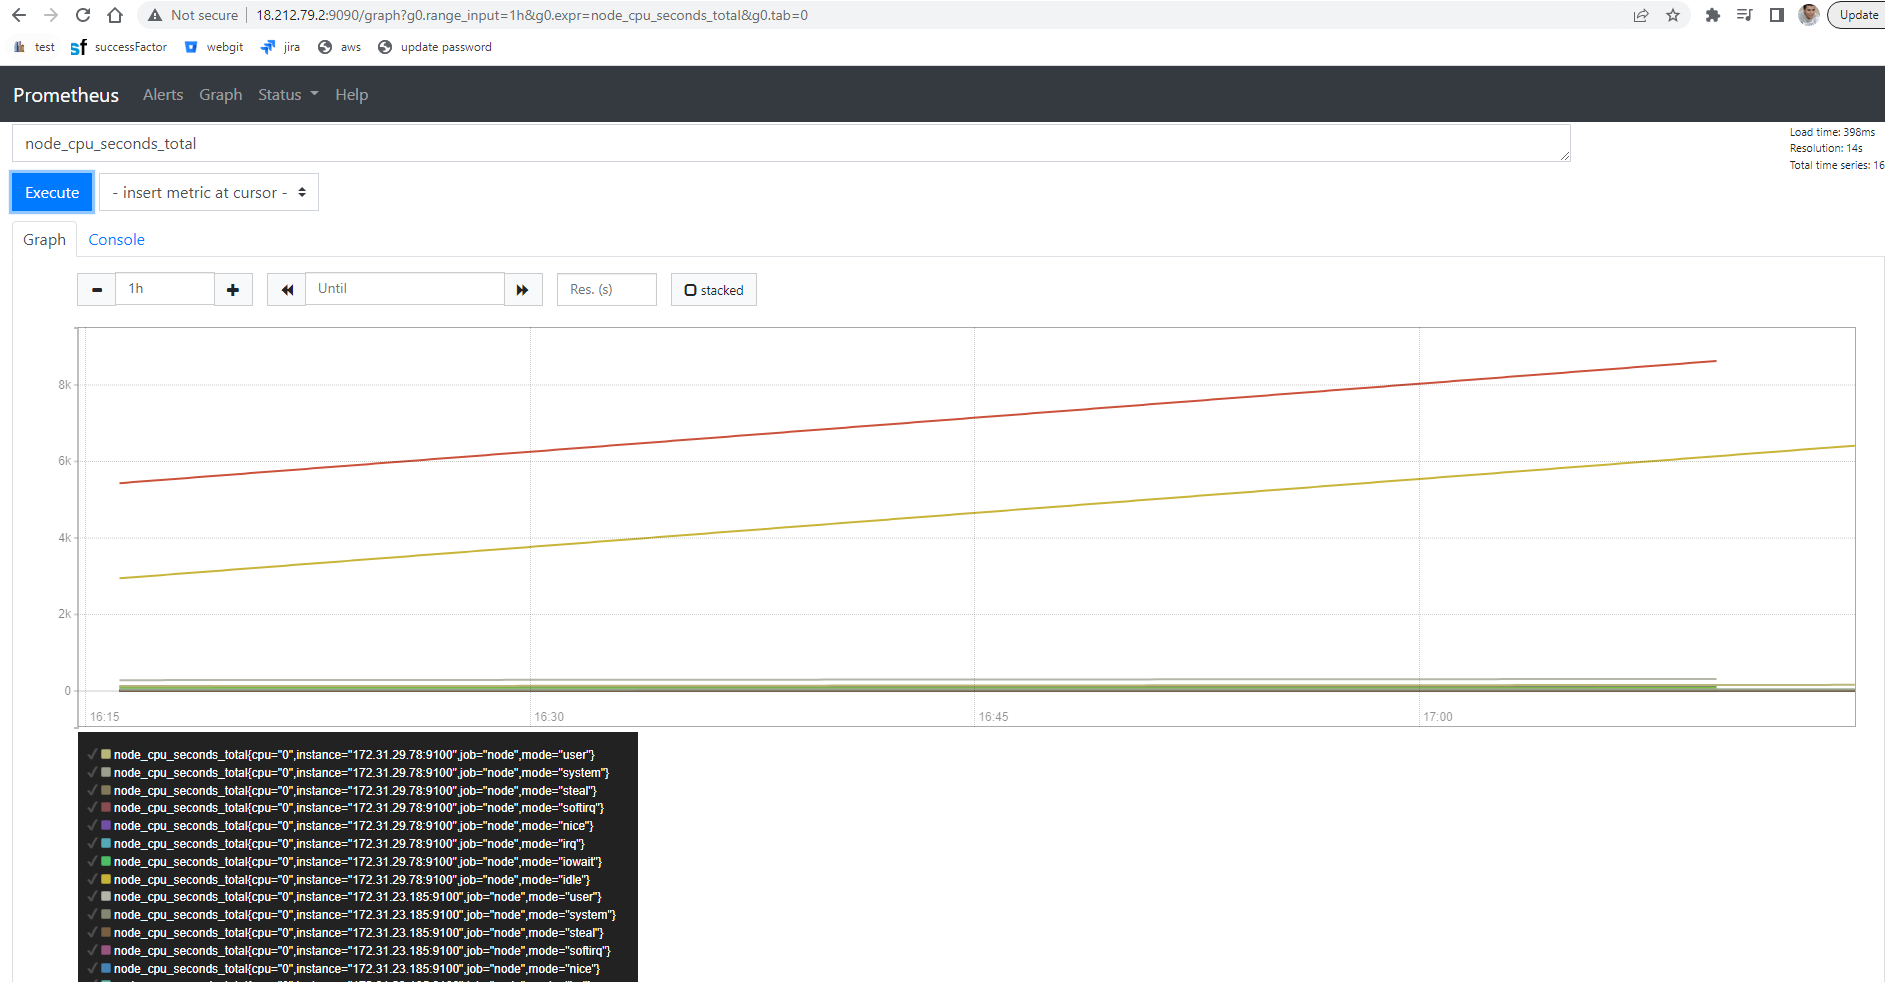 Not secure 18.212.79.2:9090/graph?g0.range_input=1h&g0.expr=node_cpu_seconds_total&g0.tab=0 Update
test sf successFactor webgit jira aws update password
Prometheus Alerts Graph Status Help
node_cpu_seconds_total
Load time: 398ms
Resolution: 14s
Total time series: 16
Execute - insert metric at cursor -
Graph Console
1h Until Res. (s) stacked
8k
6k
4k
2k
0
16:15 16:30 16:45 17:00
node_cpu_seconds_total{cpu="0",instance="172.31.29.78:9100",job="node",mode="user"}
node_cpu_seconds_total{cpu="0",instance="172.31.29.78:9100",job="node",mode="system"}
node_cpu_seconds_total{cpu="0",instance="172.31.29.78:9100",job="node",mode="steal"}
node_cpu_seconds_total{cpu="0",instance="172.31.29.78:9100",job="node",mode="softirq"}
node_cpu_seconds_total{cpu="0",instance="172.31.29.78:9100",job="node",mode="nice"}
node_cpu_seconds_total{cpu="0",instance="172.31.29.78:9100",job="node",mode="irq"}
node_cpu_seconds_total{cpu="0",instance="172.31.29.78:9100",job="node",mode="iowait"}
node_cpu_seconds_total{cpu="0",instance="172.31.29.78:9100",job="node",mode="idle"}
node_cpu_seconds_total{cpu="0",instance="172.31.23.185:9100",job="node",mode="user"}
node_cpu_seconds_total{cpu="0",instance="172.31.23.185:9100",job="node",mode="system"}
node_cpu_seconds_total{cpu="0",instance="172.31.23.185:9100",job="node",mode="steal"}
node_cpu_seconds_total{cpu="0",instance="172.31.23.185:9100",job="node",mode="softirq"}
node_cpu_seconds_total{cpu="0",instance="172.31.23.185:9100",job="node",mode="nice"}